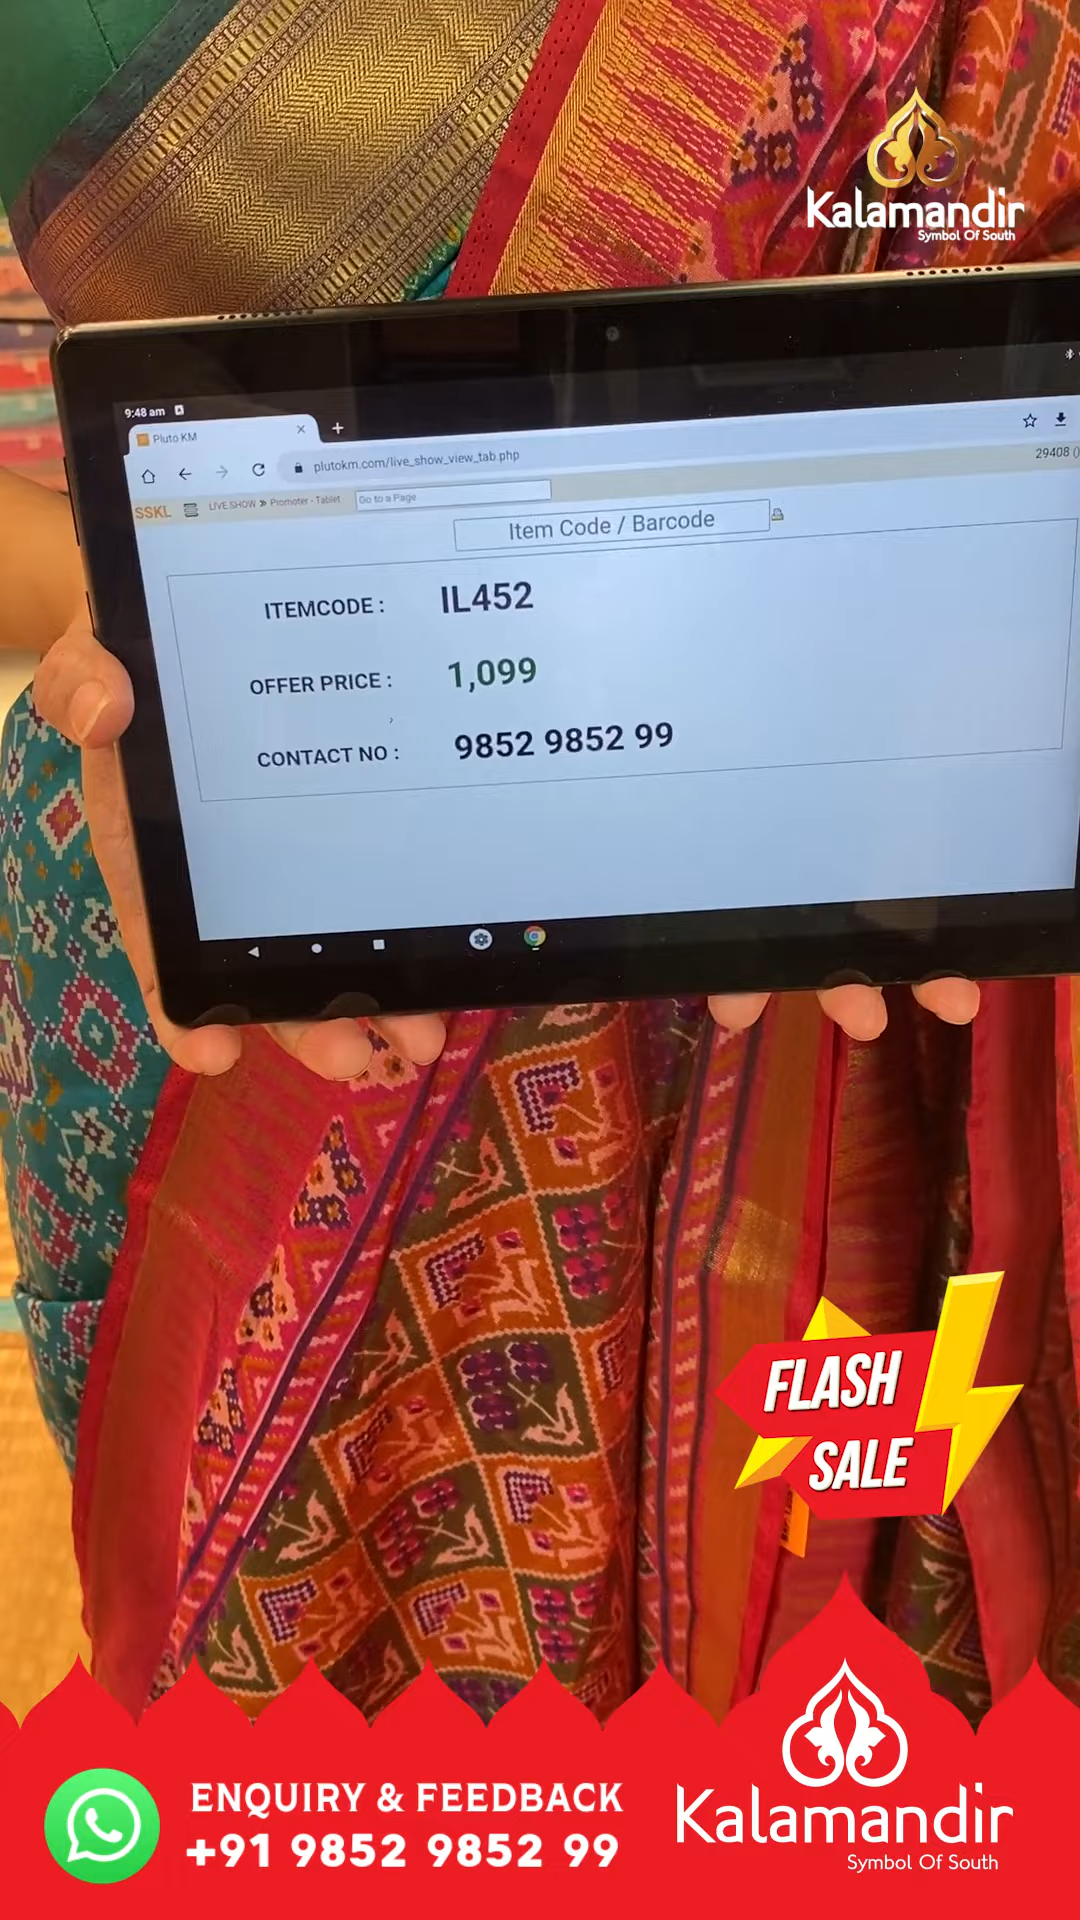 Kalamandir
Symbol Of South
9:48 am
Pluto KM
plutokm.com/live_show_view_tab.php
29408
SSKL
LIVE SHOW » Promoter - Tablet
Go to a Page
Item Code / Barcode
ITEMCODE : IL452
OFFER PRICE : 1,099
CONTACT NO : 9852 9852 99
FLASH
SALE
ENQUIRY & FEEDBACK
+91 9852 9852 99
Kalamandir
Symbol Of South